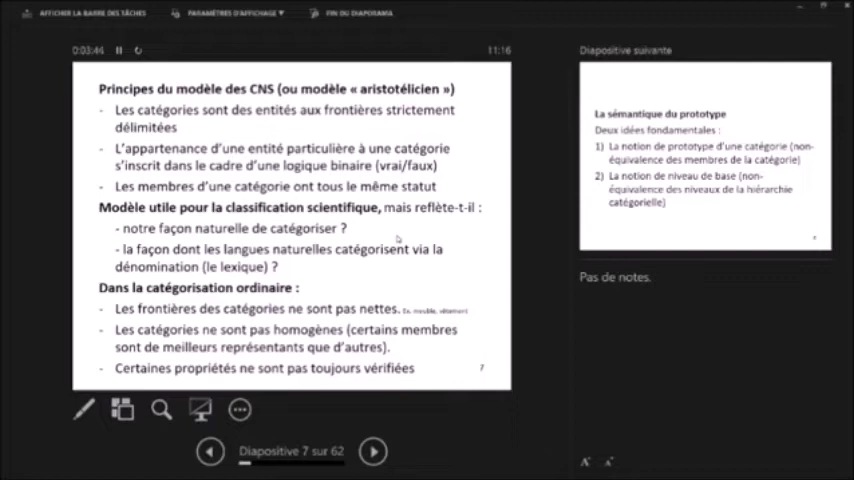 AFFICHER LA BARRE DES TÂCHES
PARAMÈTRES D'AFFICHAGE
FIN DU DIAPORAMA
0:03:46
11:16
Principes du modèle des CNS (ou modèle « aristotélicien »)
- Les catégories sont des entités aux frontières strictement
délimitées
- L'appartenance d'une entité particulière à une catégorie
s'inscrit dans le cadre d'une logique binaire (vrai/faux)
- Les membres d'une catégorie ont tous le même statut
Modèle utile pour la classification scientifique, mais reflète-t-il :
- notre façon naturelle de catégoriser ?
- la façon dont les langues naturelles catégorisent via la
dénomination (le lexique) ?
Dans la catégorisation ordinaire :
- Les frontières des catégories ne sont pas nettes. Ex. meuble, vêtement
- Les catégories ne sont pas homogènes (certains membres
sont de meilleurs représentants que d'autres).
- Certaines propriétés ne sont pas toujours vérifiées
7
Diapositive 7 sur 62
Diapositive suivante
La sémantique du prototype
Deux idées fondamentales :
1) La notion de prototype d'une catégorie (non-
équivalence des membres de la catégorie)
2) La notion de niveau de base (non-
équivalence des niveaux de la hiérarchie
catégorielle)
Pas de notes.
A A